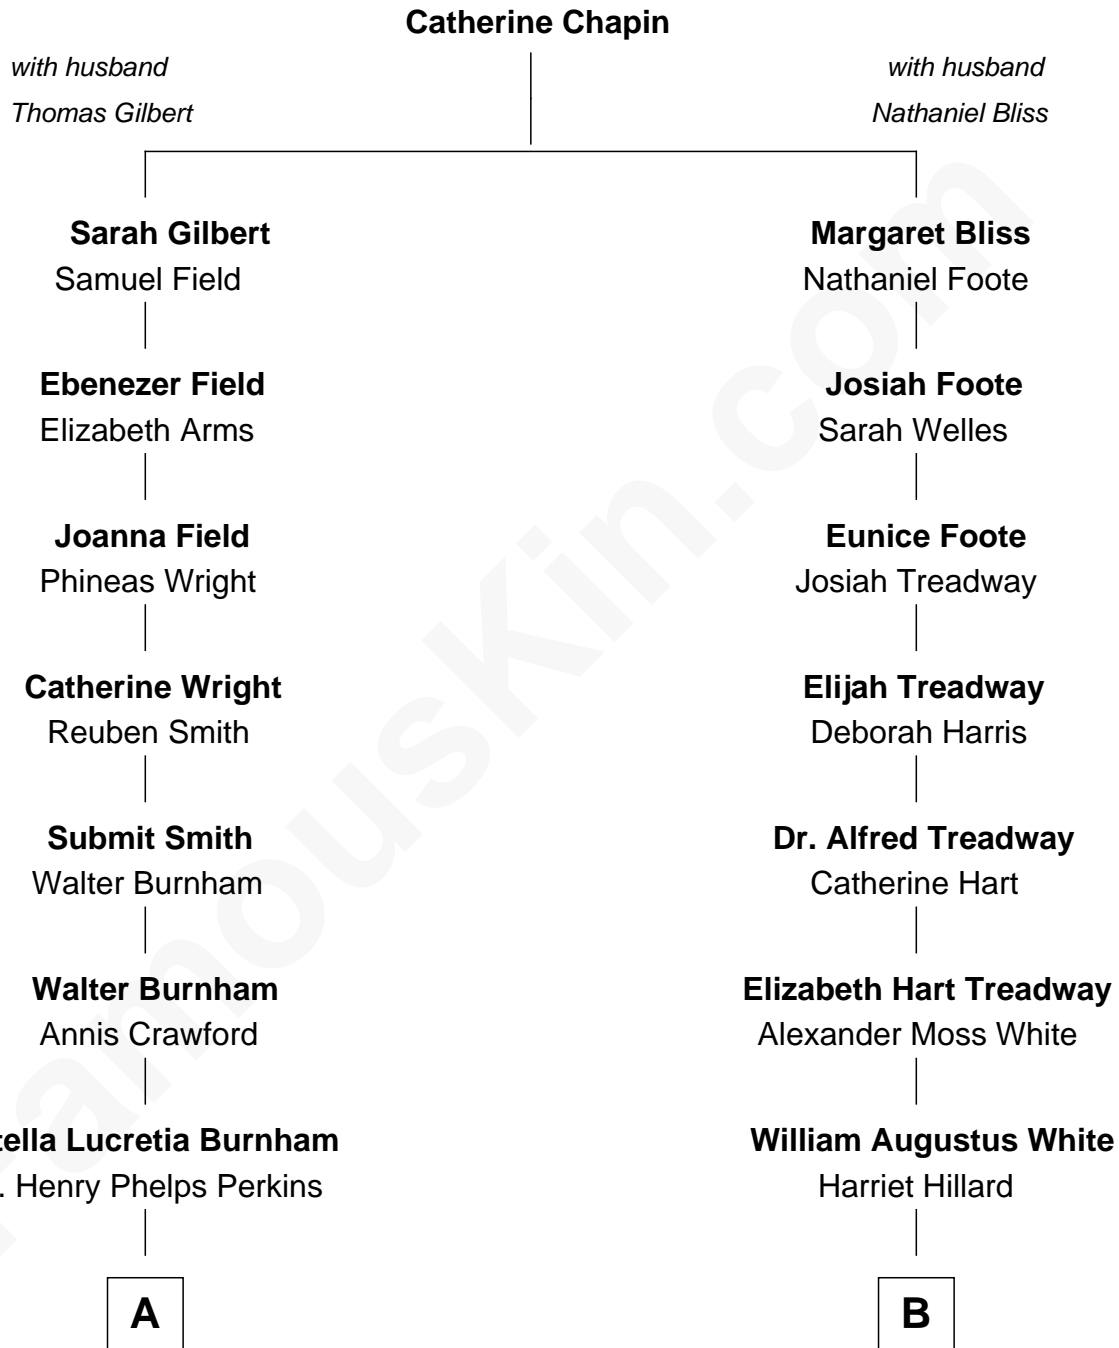 Catherine Chapin
with husband
Thomas Gilbert
with husband
Nathaniel Bliss
Sarah Gilbert
Samuel Field
Margaret Bliss
Nathaniel Foote
Ebenezer Field
Elizabeth Arms
Josiah Foote
Sarah Welles
Joanna Field
Phineas Wright
Eunice Foote
Josiah Treadway
Catherine Wright
Reuben Smith
Elijah Treadway
Deborah Harris
Submit Smith
Walter Burnham
Dr. Alfred Treadway
Catherine Hart
Walter Burnham
Annis Crawford
Elizabeth Hart Treadway
Alexander Moss White
Lucretia Burnham
Henry Phelps Perkins
William Augustus White
Harriet Hillard
A
B
FamousKin.com